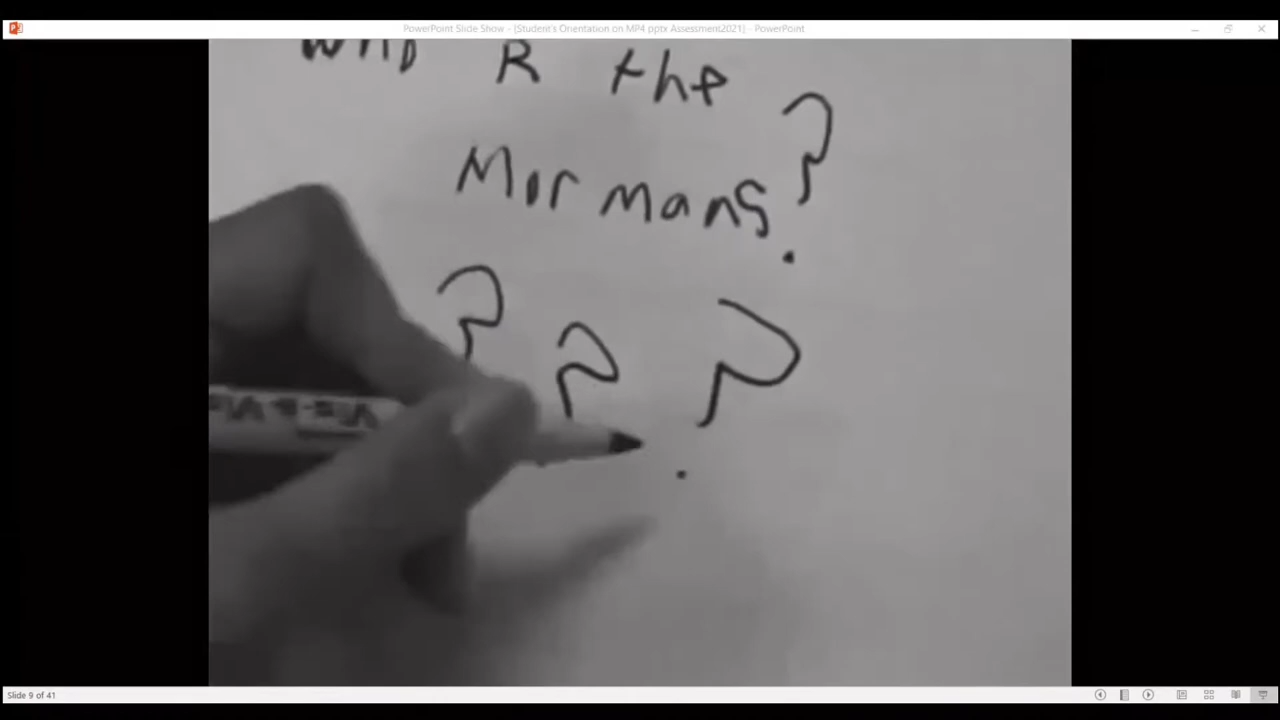 PowerPoint Slide Show - [Student's Orientation on MP4 pptx Assessment2021] - PowerPoint
Who R the
Mormans?
? ? ?
Slide 9 of 41